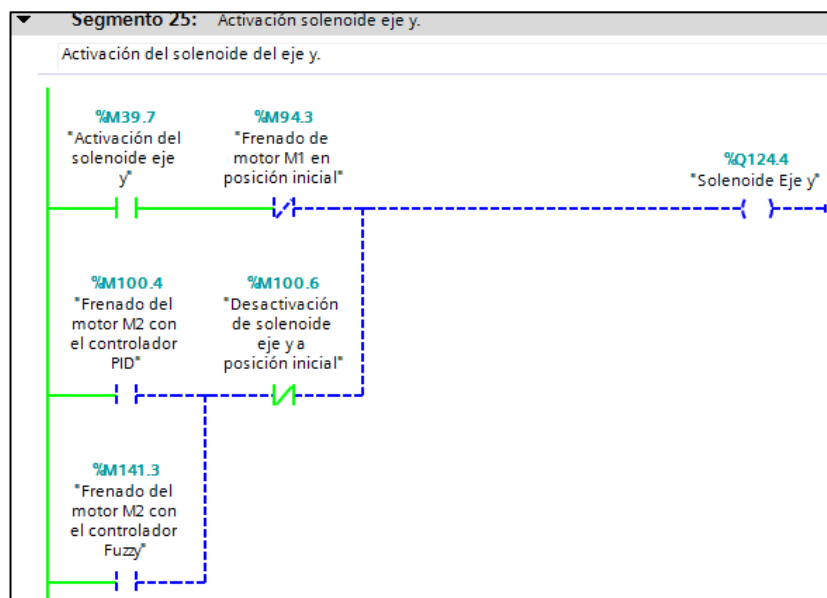 Segmento 25: Activación solenoide eje y.
Activación del solenoide del eje y.
%M39.7
"Activación del
solenoide eje
y"
%M94.3
"Frenado de
motor M1 en
posición inicial"
%Q124.4
"Solenoide Eje y"
%M100.4
"Frenado del
motor M2 con
el controlador
PID"
%M100.6
"Desactivación
de solenoide
eje y a
posición inicial"
%M141.3
"Frenado del
motor M2 con
el controlador
Fuzzy"